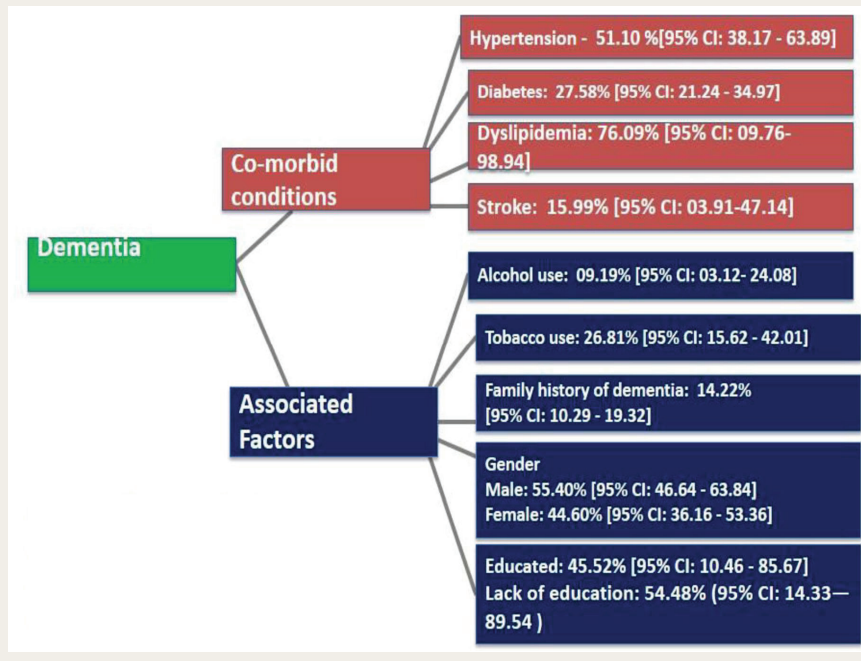 Hypertension - 51.10 %[95% CI: 38.17 - 63.89]
Diabetes: 27.58% [95% CI: 21.24 - 34.97]
Dyslipidemia: 76.09% [95% CI: 09.76-
98.94]
Co-morbid
conditions
Stroke: 15.99% [95% CI: 03.91-47.14]
Dementia
Alcohol use: 09.19% [95% CI: 03.12- 24.08]
Tobacco use: 26.81% [95% CI: 15.62 - 42.01]
Associated
Factors
Family history of dementia: 14.22%
[95% CI: 10.29 - 19.32]
Gender
Male: 55.40% [95% CI: 46.64 - 63.84]
Female: 44.60% [95% CI: 36.16 - 53.36]
Educated: 45.52% [95% CI: 10.46 - 85.67]
Lack of education: 54.48% (95% CI: 14.33—
89.54 )